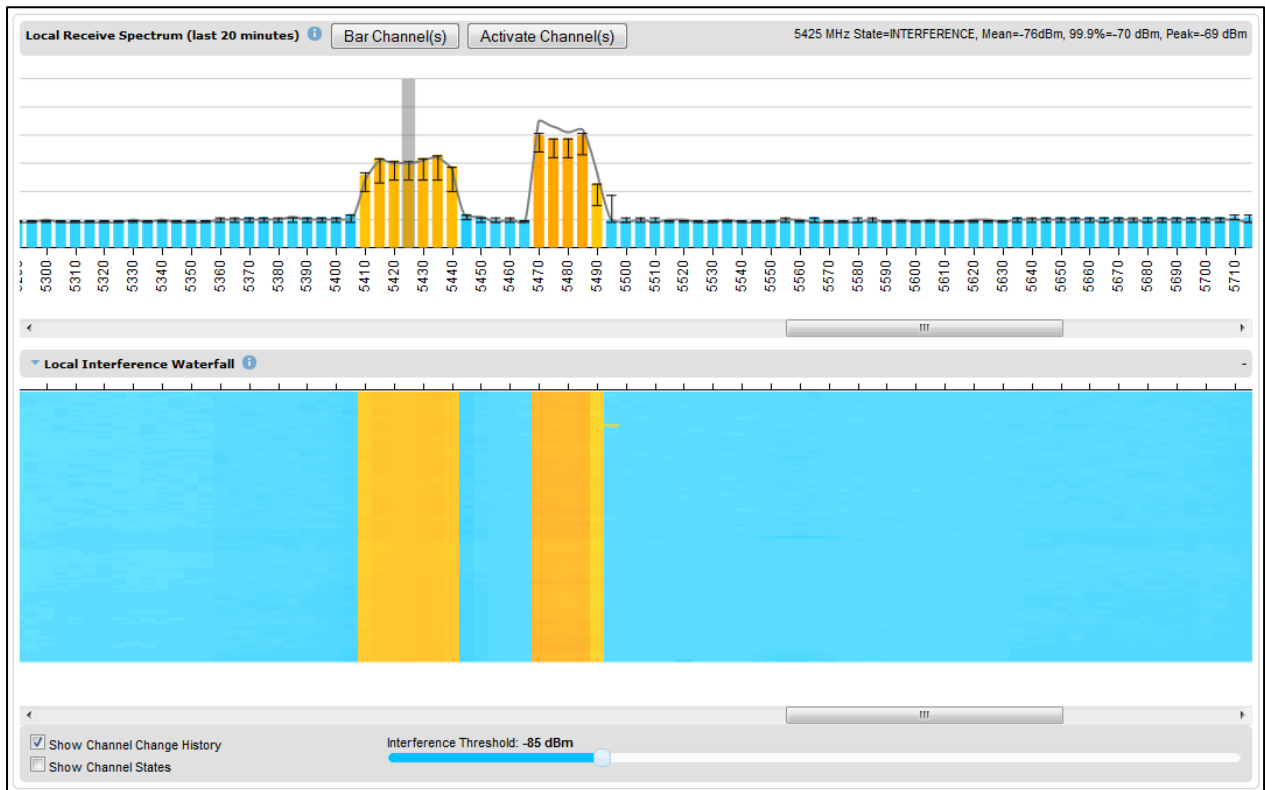 Local Receive Spectrum (last 20 minutes) i Bar Channel(s) Activate Channel(s) 5425 MHz State=INTERFERENCE, Mean=-76dBm, 99.9%=-70 dBm, Peak=-69 dBm
5300 5310 5320 5330 5340 5350 5360 5370 5380 5390 5400 5410 5420 5430 5440 5450 5460 5470 5480 5490 5500 5510 5520 5530 5540 5550 5560 5570 5580 5590 5600 5610 5620 5630 5640 5650 5660 5670 5680 5690 5700 5710
Local Interference Waterfall i -
Show Channel Change History Interference Threshold: -85 dBm
Show Channel States